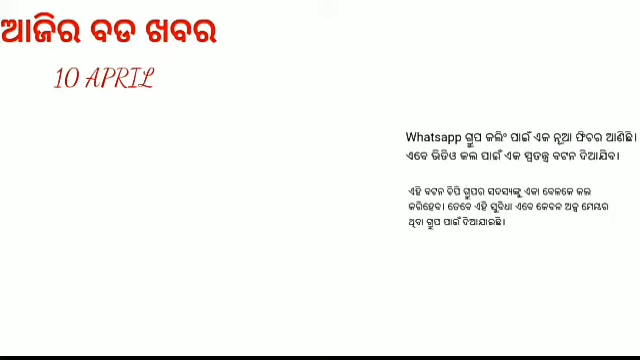 ଆଜିର ବଡ ଖବର
10 APRIL
Whatsapp ଗ୍ରୁପ କଲିଂ ପାଇଁ ଏକ ନୂଆ ଫିଚର ଆଣିଛି।
ଏବେ ଭିଡିଓ କଲ ପାଇଁ ଏକ ସ୍ୱତନ୍ତ୍ର ବଟନ ଦିଆଯିବ।
ଏହି ବଟନ ଚିପି ଗ୍ରୁପର ସଦସ୍ୟଙ୍କୁ ଏକା ବେଳକେ କଲ
କରିହେବ। ତେବେ ଏହି ସୁବିଧା ଏବେ କେବଳ ଅଳ୍ପ ମେମ୍ବର
ଥିବା ଗ୍ରୁପ ପାଇଁ ଦିଆଯାଇଛି।